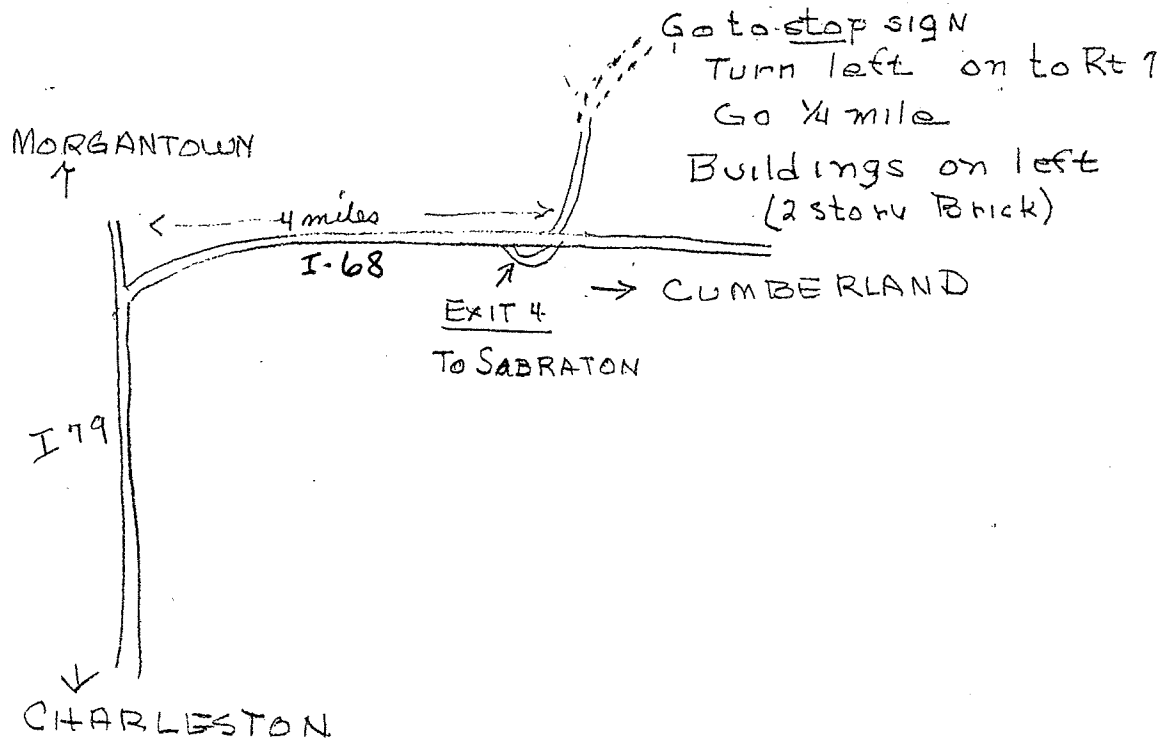 Go to stop sign
Turn left on to Rt 7
Go 1/4 mile
Buildings on left
(2 story Brick)
MORGANTOWN
4 miles
I-68
CUMBERLAND
EXIT 4
TO SABRATON
I 79
CHARLESTON